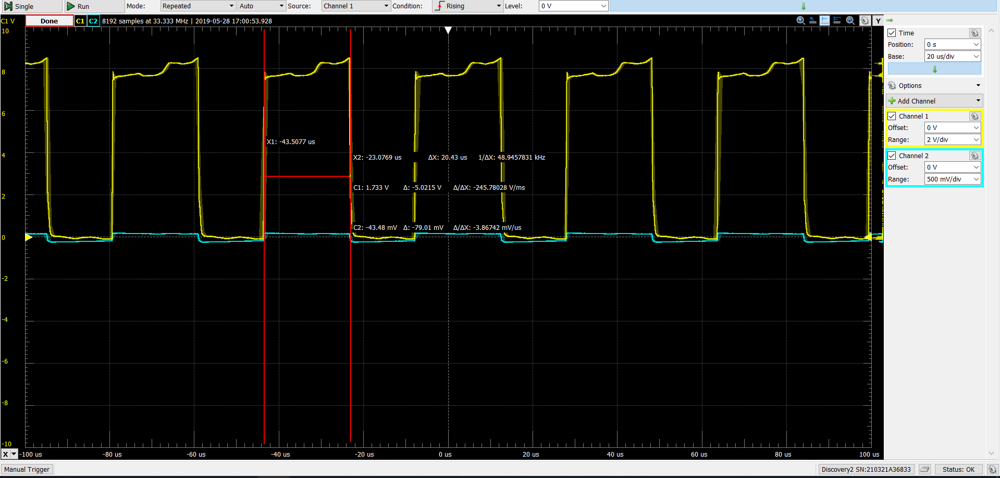 Single Run Mode: Repeated Auto Source: Channel 1 Condition: Rising Level: 0 V
C1 V Done C1 C2 8192 samples at 33.333 MHz | 2019-05-28 17:00:53.928 Y
10
8
6
4
2
0
-2
-4
-6
-8
-10
X1: -43.5077 us
X2: -23.0769 us ΔX: 20.43 us 1/ΔX: 48.9457831 kHz
C1: 1.733 V Δ: -5.0215 V Δ/ΔX: -245.78028 V/ms
C2: -43.48 mV Δ: -79.01 mV Δ/ΔX: -3.86742 mV/us
X -100 us -80 us -60 us -40 us -20 us 0 us 20 us 40 us 60 us 80 us 100 us
Time
Position: 0 s
Base: 20 us/div
Options
Add Channel
Channel 1
Offset: 0 V
Range: 2 V/div
Channel 2
Offset: 0 V
Range: 500 mV/div
Manual Trigger Discovery2 SN:210321A36833 Status: OK